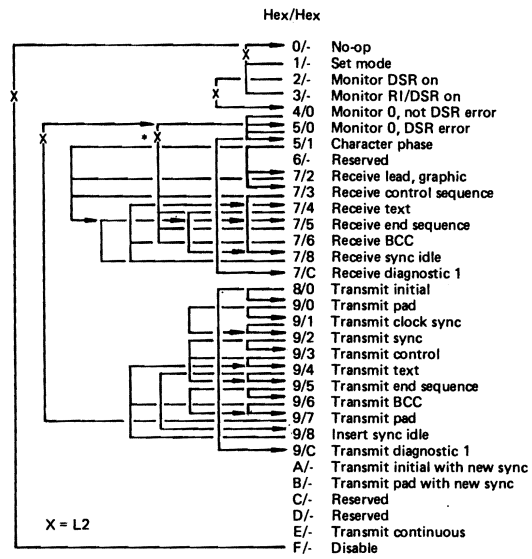 Hex/Hex
0/- No-op
X
1/- Set mode
2/- Monitor DSR on
X X 3/- Monitor RI/DSR on
4/0 Monitor 0, not DSR error
5/0 Monitor 0, DSR error
X * X
5/1 Character phase
6/- Reserved
7/2 Receive lead, graphic
7/3 Receive control sequence
7/4 Receive text
7/5 Receive end sequence
7/6 Receive BCC
7/8 Receive sync idle
7/C Receive diagnostic 1
8/0 Transmit initial
9/0 Transmit pad
9/1 Transmit clock sync
9/2 Transmit sync
9/3 Transmit control
9/4 Transmit text
9/5 Transmit end sequence
9/6 Transmit BCC
9/7 Transmit pad
9/8 Insert sync idle
9/C Transmit diagnostic 1
A/- Transmit initial with new sync
B/- Transmit pad with new sync
C/- Reserved
D/- Reserved
X = L2
E/- Transmit continuous
F/- Disable